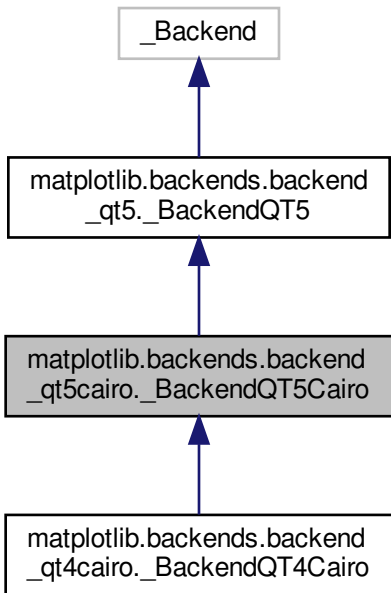 _Backend
matplotlib.backends.backend
_qt5._BackendQT5
matplotlib.backends.backend
_qt5cairo._BackendQT5Cairo
matplotlib.backends.backend
_qt4cairo._BackendQT4Cairo